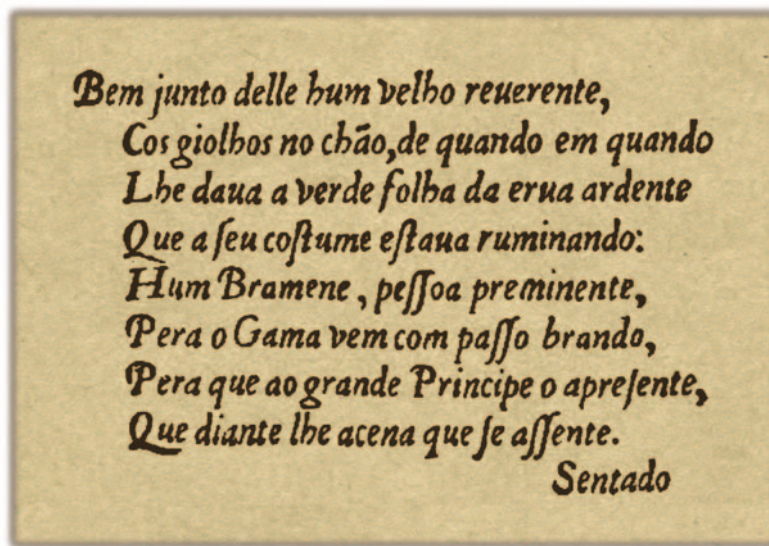 Bem junto delle hum velho reuerente,
Cos giolhos no chão, de quando em quando
Lhe daua a verde folha da erua ardente
Que a ſeu coſtume eſtaua ruminando:
Hum Bramene, peſſoa preminente,
Pera o Gama vem com paſſo brando,
Pera que ao grande Principe o apreſente,
Que diante lhe acena que ſe aſſente.
Sentado